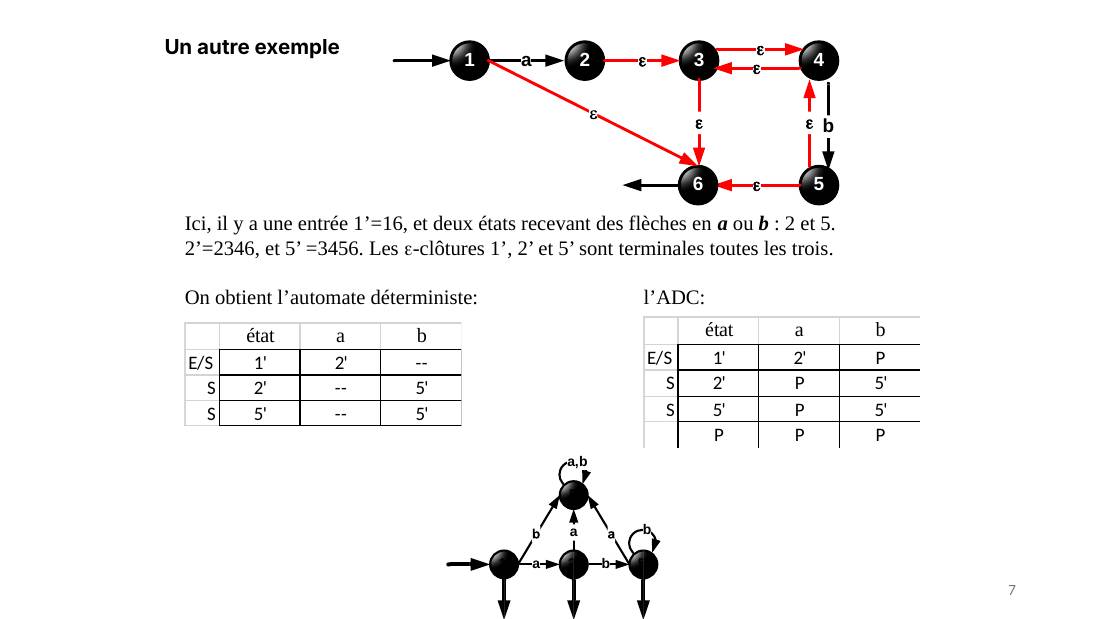 Un autre exemple
1 a 2 ε 3 ε 4
ε
ε
ε ε b
6 ε 5
Ici, il y a une entrée 1’=16, et deux états recevant des flèches en a ou b : 2 et 5.
2’=2346, et 5’ =3456. Les ε-clôtures 1’, 2’ et 5’ sont terminales toutes les trois.
On obtient l’automate déterministe:
état a b
E/S 1' 2' --
S 2' -- 5'
S 5' -- 5'
l’ADC:
état a b
E/S 1' 2' P
S 2' P 5'
S 5' P 5'
P P P
a,b
b a a b
a b
7